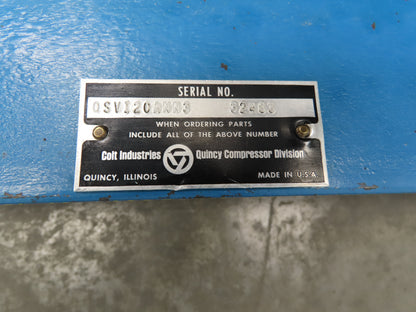 SERIAL NO.
WHEN ORDERING PARTS
INCLUDE ALL OF THE ABOVE NUMBER
Colt Industries Quincy Compressor Division
QUINCY, ILLINOIS MADE IN U.S.A.